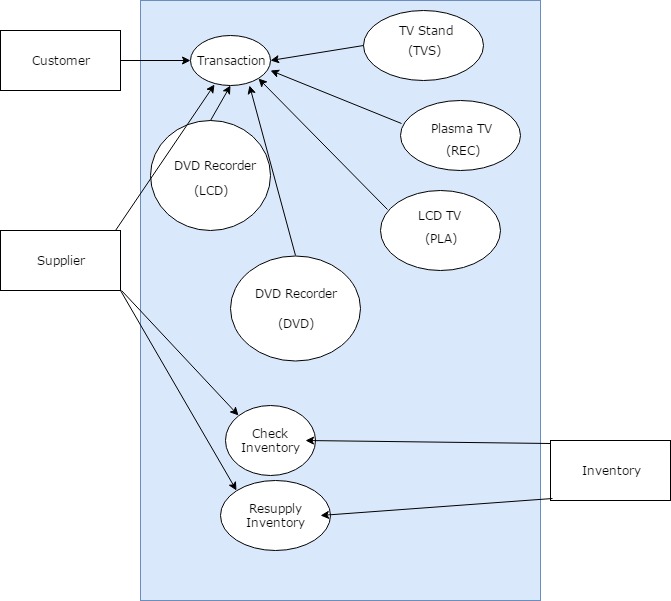 TV Stand
(TVS)
Customer
Transaction
Plasma TV
(REC)
DVD Recorder
(LCD)
LCD TV
(PLA)
Supplier
DVD Recorder
(DVD)
Check
Inventory
Inventory
Resupply
Inventory